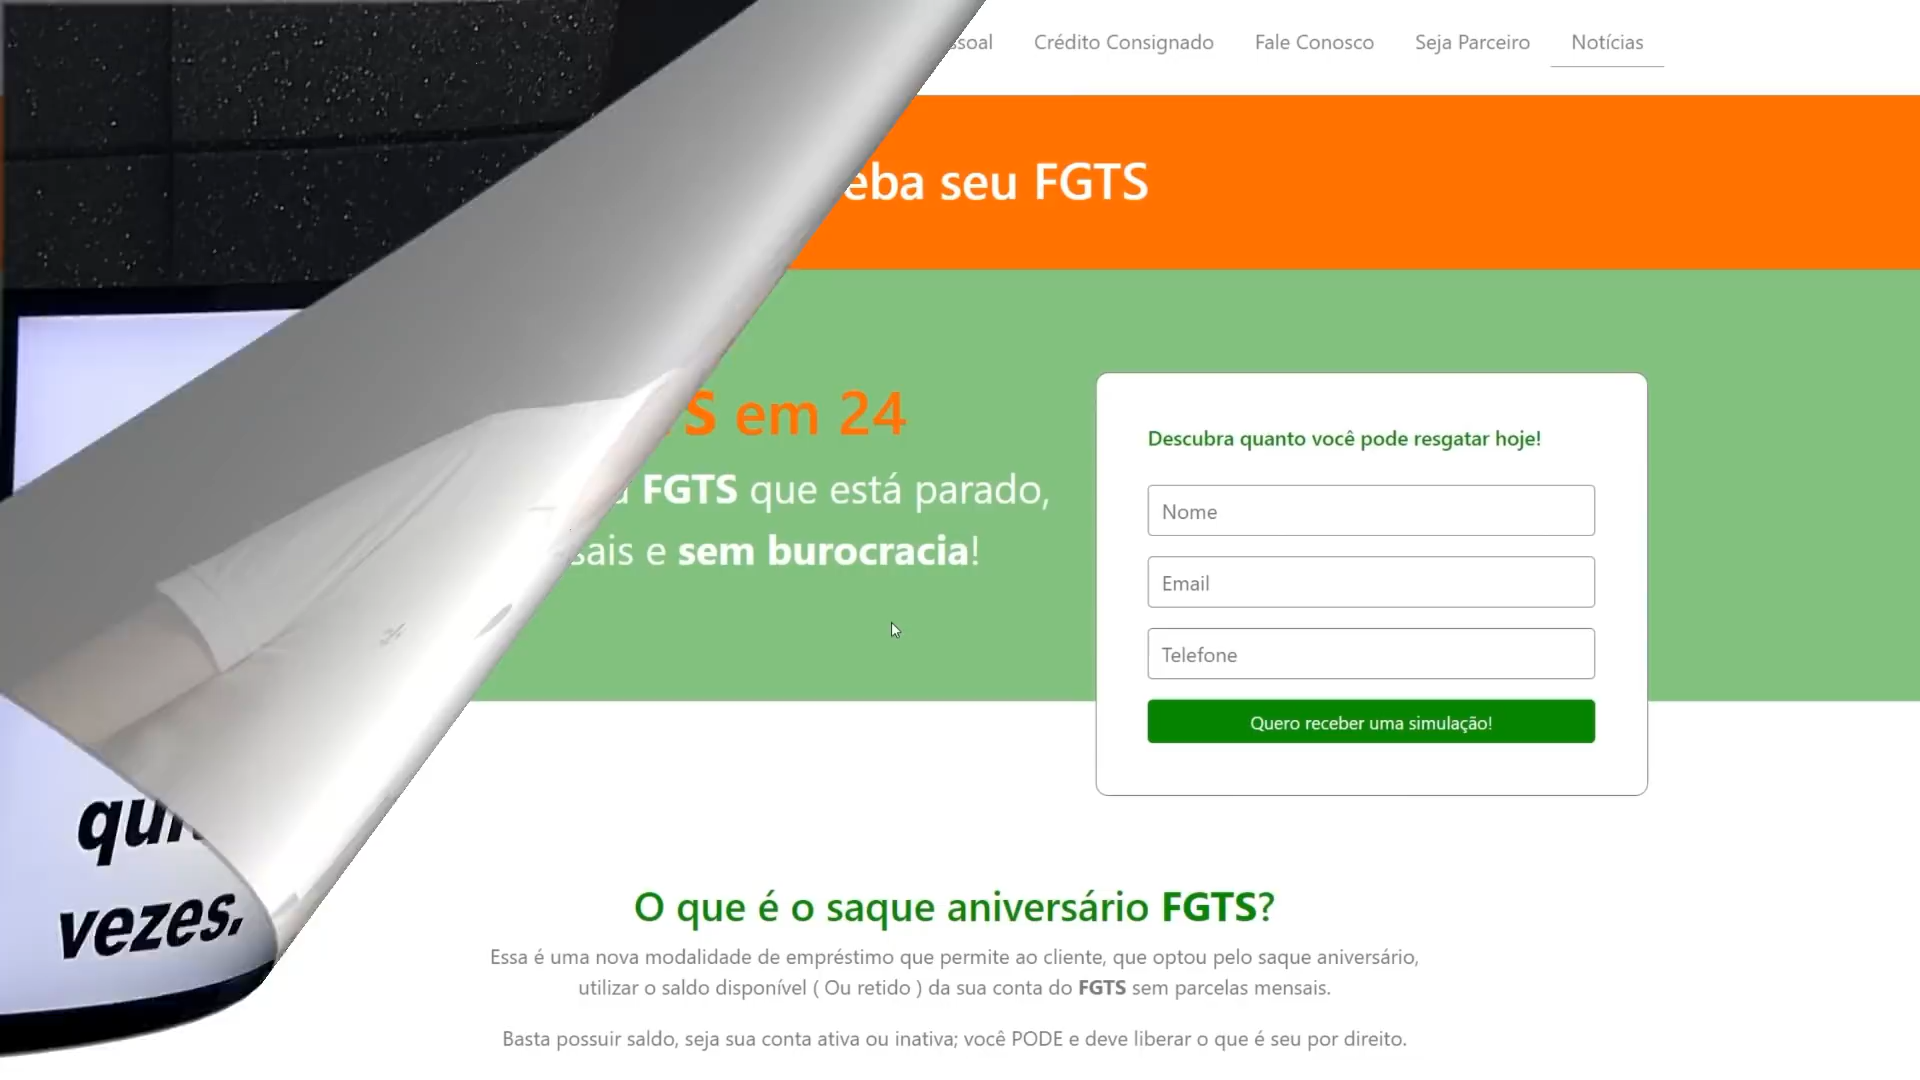 Crédito Consignado Fale Conosco Seja Parceiro Notícias
seu FGTS
em 24
FGTS que está parado,
e sem burocracia!
Descubra quanto você pode resgatar hoje!
Nome
Email
Telefone
Quero receber uma simulação!
vezes,
O que é o saque aniversário FGTS?
Essa é uma nova modalidade de empréstimo que permite ao cliente, que optou pelo saque aniversário,
utilizar o saldo disponível ( Ou retido ) da sua conta do FGTS sem parcelas mensais.
Basta possuir saldo, seja sua conta ativa ou inativa; você PODE e deve liberar o que é seu por direito.